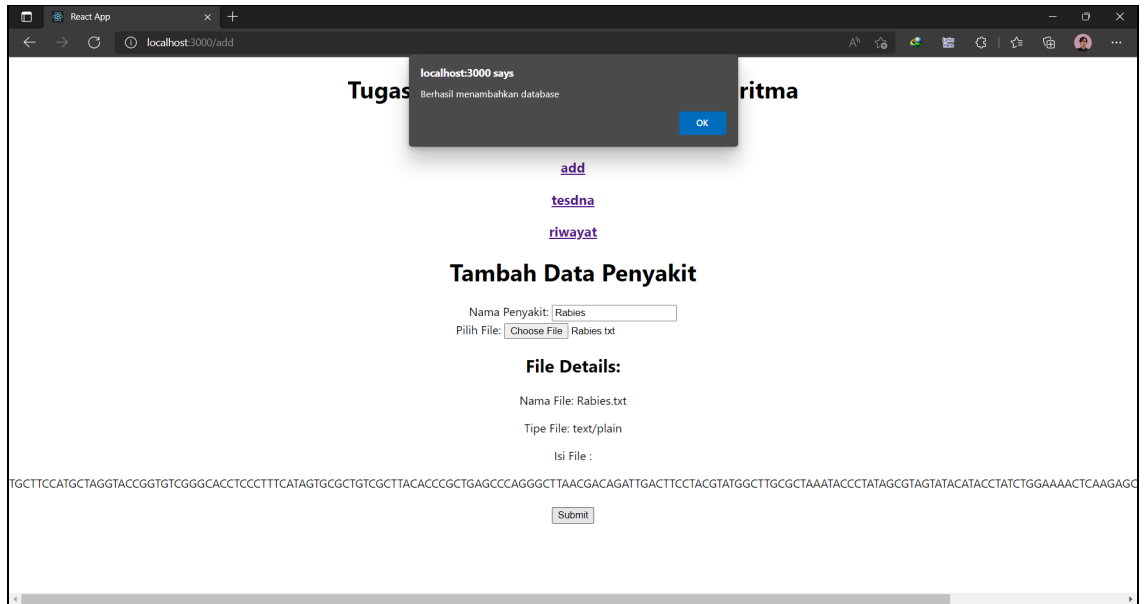 React App
localhost:3000/add
localhost:3000 says
Berhasil menambahkan database
OK
Tugas ritma
add
tesdna
riwayat
Tambah Data Penyakit
Nama Penyakit: Rabies
Pilih File: Choose File Rabies.txt
File Details:
Nama File: Rabies.txt
Tipe File: text/plain
Isi File :
TGCTTCCATGCTAGGTACCGGTGTCGGGCACCTCCCTTTCATAGTGCGCTGTCGCTTACACCCGCTGAGCCCAGGGCTTAACGACAGATTGACTTCCTACGTATGGCTTGCGCTAAATACCCTATAGCGTAGTATACATACCTATCTGGAAAACTCAAGAGC
Submit